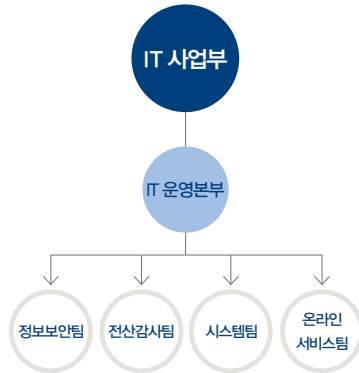 IT 사업부
IT 운영본부
정보보안팀
전산감사팀
시스템팀
온라인
서비스팀